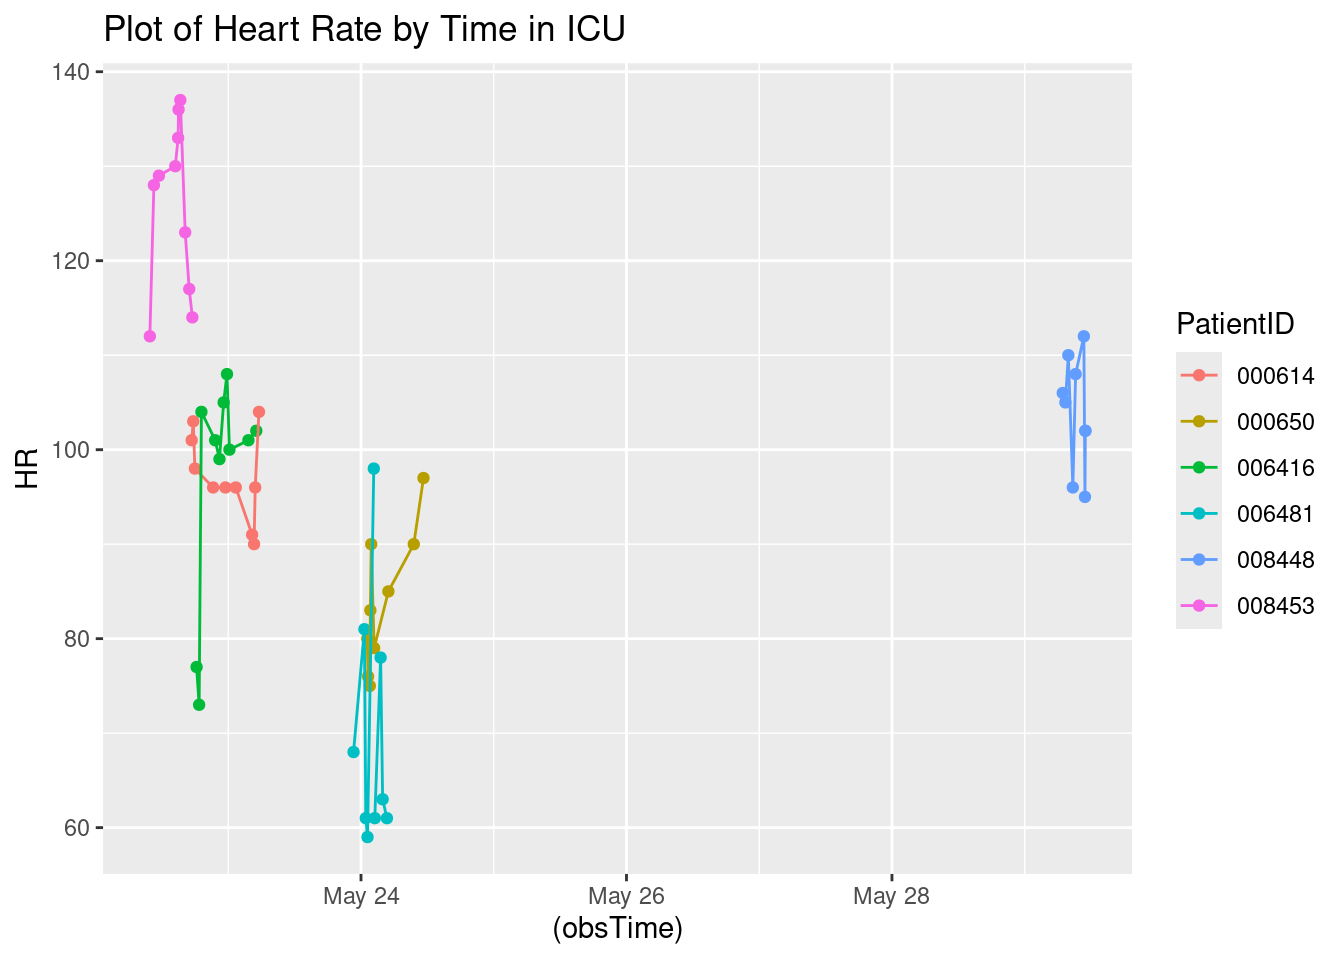 Plot of Heart Rate by Time in ICU
140
120
100
80
60
HR
May 24
May 26
May 28
(obsTime)
PatientID
000614
000650
006416
006481
008448
008453